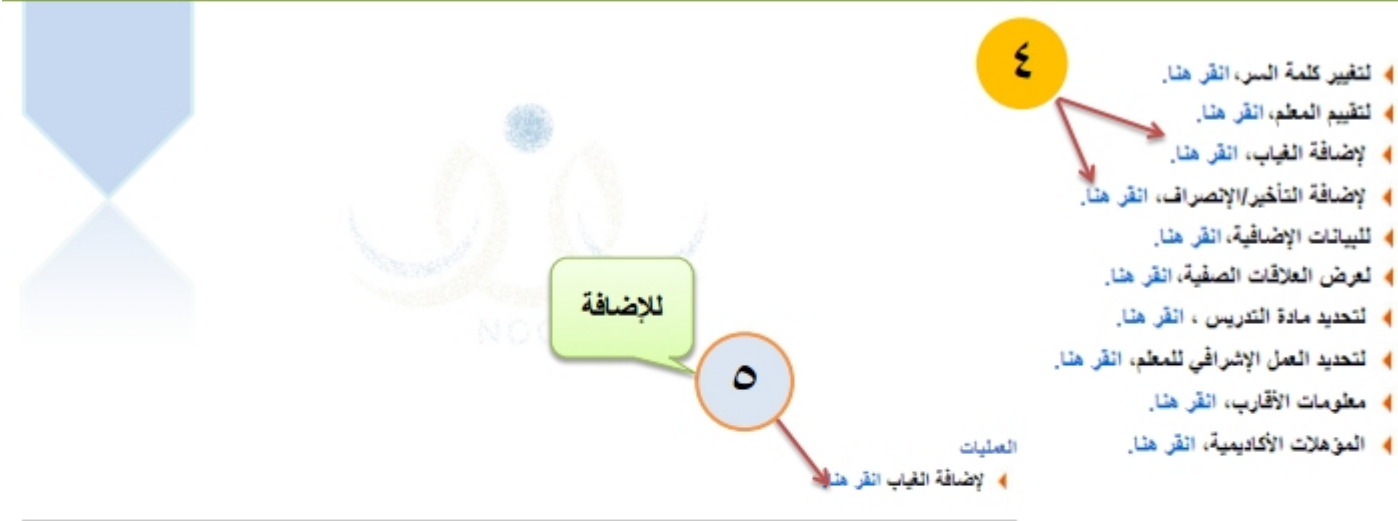 ٤
لتغيير كلمة السر، انقر هنا.
لتقييم المعلم، انقر هنا.
لإضافة الغياب، انقر هنا.
لإضافة التأخير/الإنصراف، انقر هنا.
للبيانات الإضافية، انقر هنا.
لعرض العلاقات الصفية، انقر هنا.
لتحديد مادة التدريس ، انقر هنا.
لتحديد العمل الإشرافي للمعلم، انقر هنا.
معلومات الأقارب، انقر هنا.
المؤهلات الأكاديمية، انقر هنا.
للإضافة
٥
العمليات
لإضافة الغياب انقر هنا